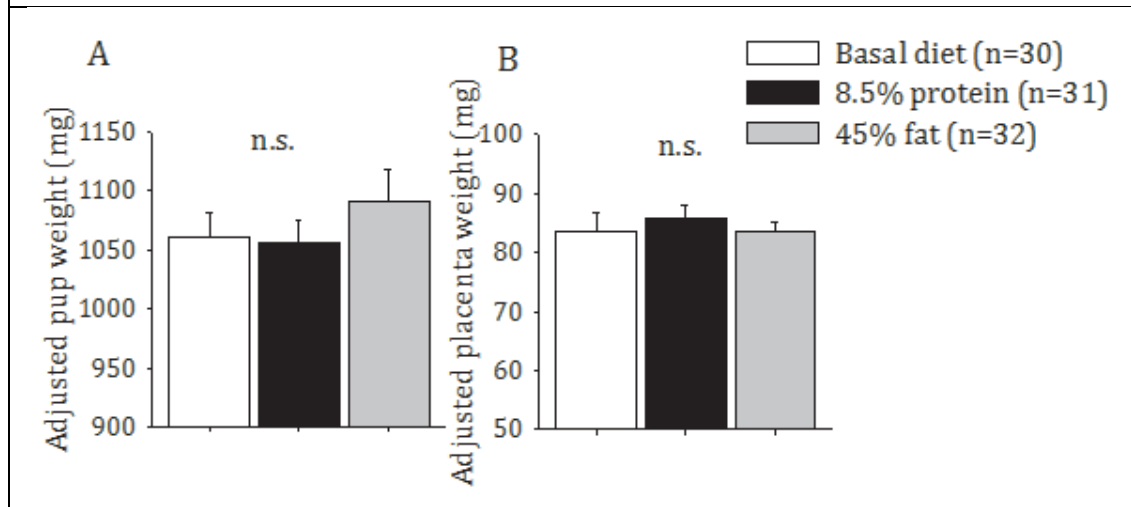 A
Adjusted pup weight (mg)
1150
1100
1050
1000
950
900
n.s.
B
Adjusted placenta weight (mg)
100
90
80
70
60
50
n.s.
Basal diet (n=30)
8.5% protein (n=31)
45% fat (n=32)